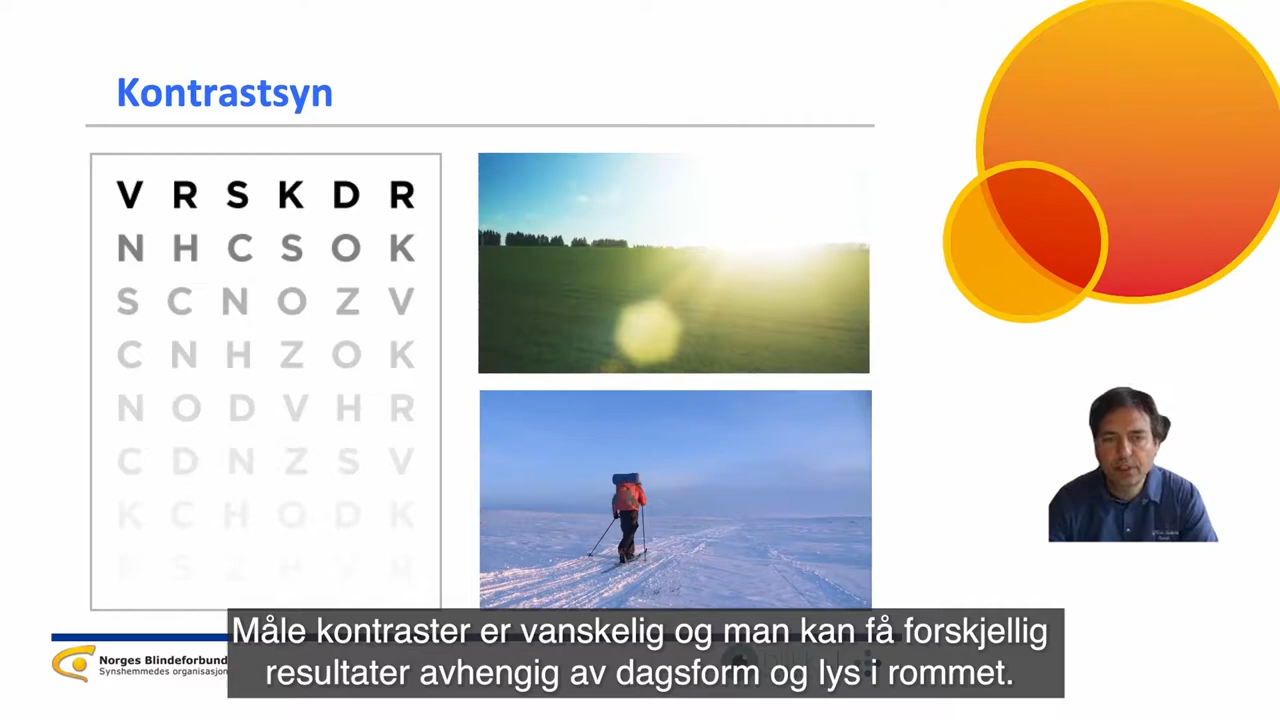 Kontrastsyn
V R S K D R
N H C S O K
S C N O Z V
C N H Z O K
N O D V H R
C D N Z S V
K C H O D K
S Z H V R
Norges Blindeforbund
Synshemmedes organisasjon
Måle kontraster er vanskelig og man kan få forskjellig
resultater avhengig av dagsform og lys i rommet.